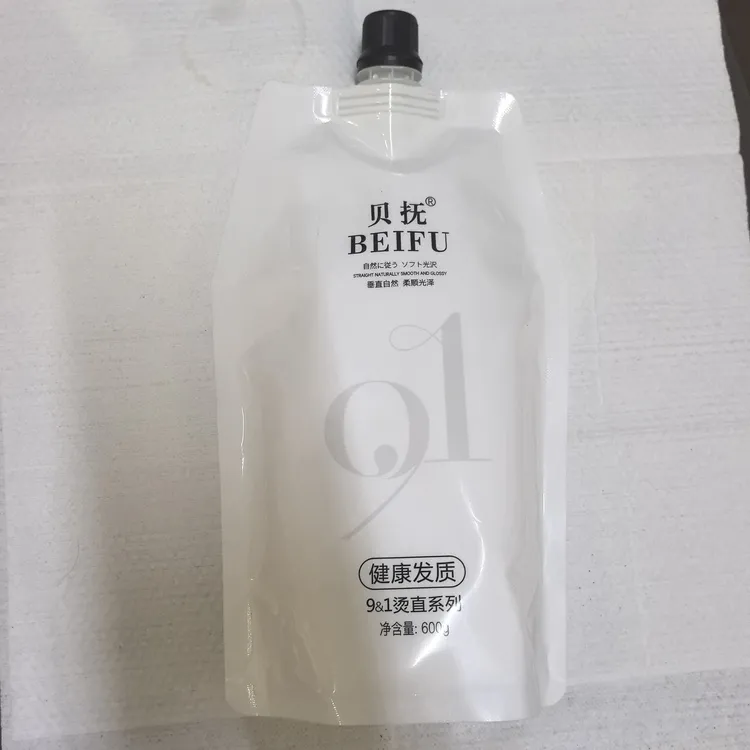 贝抚®
BEIFU
自然に従う ソフト光沢
STRAIGHT NATURALLY SMOOTH AND GLOSSY
垂直自然 柔顺光泽
91
健康发质
9&1烫直系列
净含量: 600g